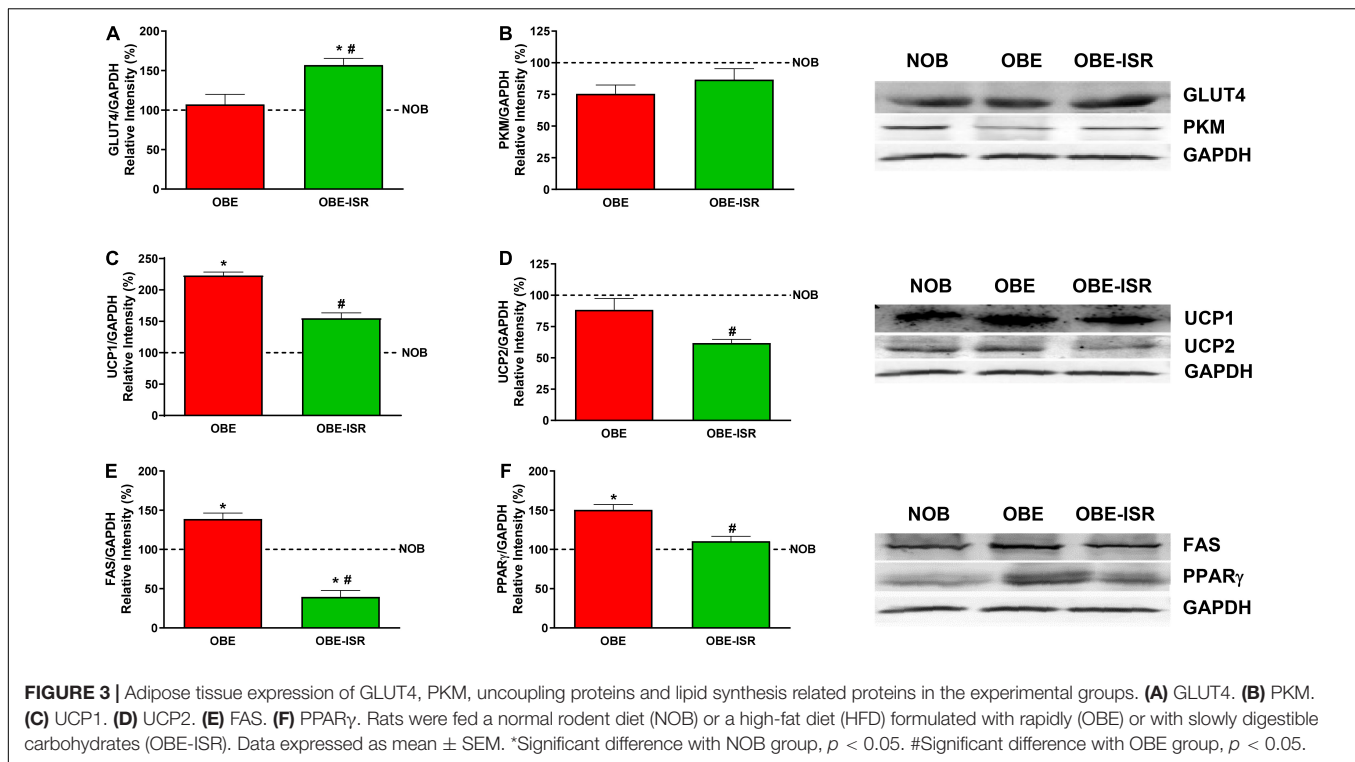 A
GLUT4/GAPDH
Relative Intensity (%)
200
150
100
50
0
* #
NOB
OBE
OBE-ISR
B
PKM/GAPDH
Relative Intensity (%)
125
100
75
50
25
0
NOB
OBE
OBE-ISR
NOB OBE OBE-ISR
GLUT4
PKM
GAPDH
C
UCP1/GAPDH
Relative Intensity (%)
250
200
150
100
50
0
*
#
NOB
OBE
OBE-ISR
D
UCP2/GAPDH
Relative Intensity (%)
125
100
75
50
25
0
#
NOB
OBE
OBE-ISR
NOB OBE OBE-ISR
UCP1
UCP2
GAPDH
E
FAS/GAPDH
Relative Intensity (%)
200
150
100
50
0
*
* #
NOB
OBE
OBE-ISR
F
PPARγ/GAPDH
Relative Intensity (%)
200
150
100
50
0
*
#
NOB
OBE
OBE-ISR
NOB OBE OBE-ISR
FAS
PPARγ
GAPDH
FIGURE 3 | Adipose tissue expression of GLUT4, PKM, uncoupling proteins and lipid synthesis related proteins in the experimental groups. (A) GLUT4. (B) PKM.
(C) UCP1. (D) UCP2. (E) FAS. (F) PPARγ. Rats were fed a normal rodent diet (NOB) or a high-fat diet (HFD) formulated with rapidly (OBE) or with slowly digestible
carbohydrates (OBE-ISR). Data expressed as mean ± SEM. *Significant difference with NOB group, p < 0.05. #Significant difference with OBE group, p < 0.05.